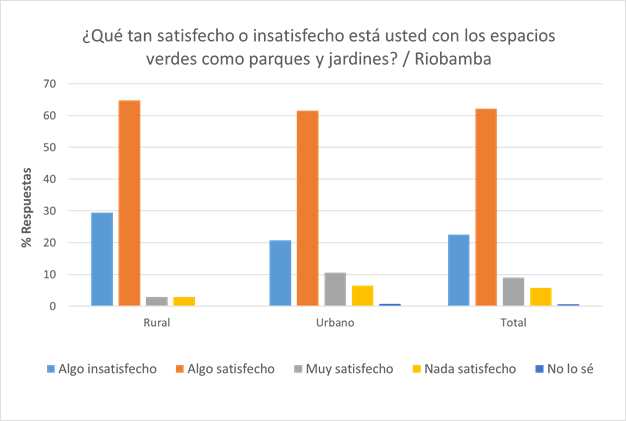 ¿Qué tan satisfecho o insatisfecho está usted con los espacios
verdes como parques y jardines? / Riobamba
70
60
50
40
30
20
10
0
% Respuestas
Rural
Urbano
Total
Algo insatisfecho
Algo satisfecho
Muy satisfecho
Nada satisfecho
No lo sé